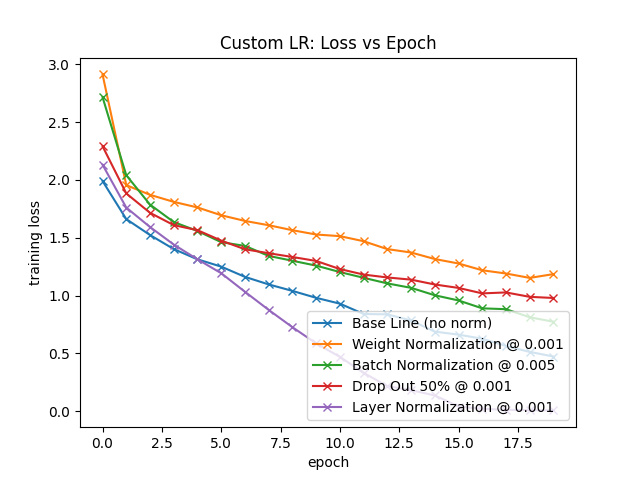 Custom LR: Loss vs Epoch
training loss
3.0
2.5
2.0
1.5
1.0
0.5
0.0
Base Line (no norm)
Weight Normalization @ 0.001
Batch Normalization @ 0.005
Drop Out 50% @ 0.001
Layer Normalization @ 0.001
0.0 2.5 5.0 7.5 10.0 12.5 15.0 17.5
epoch